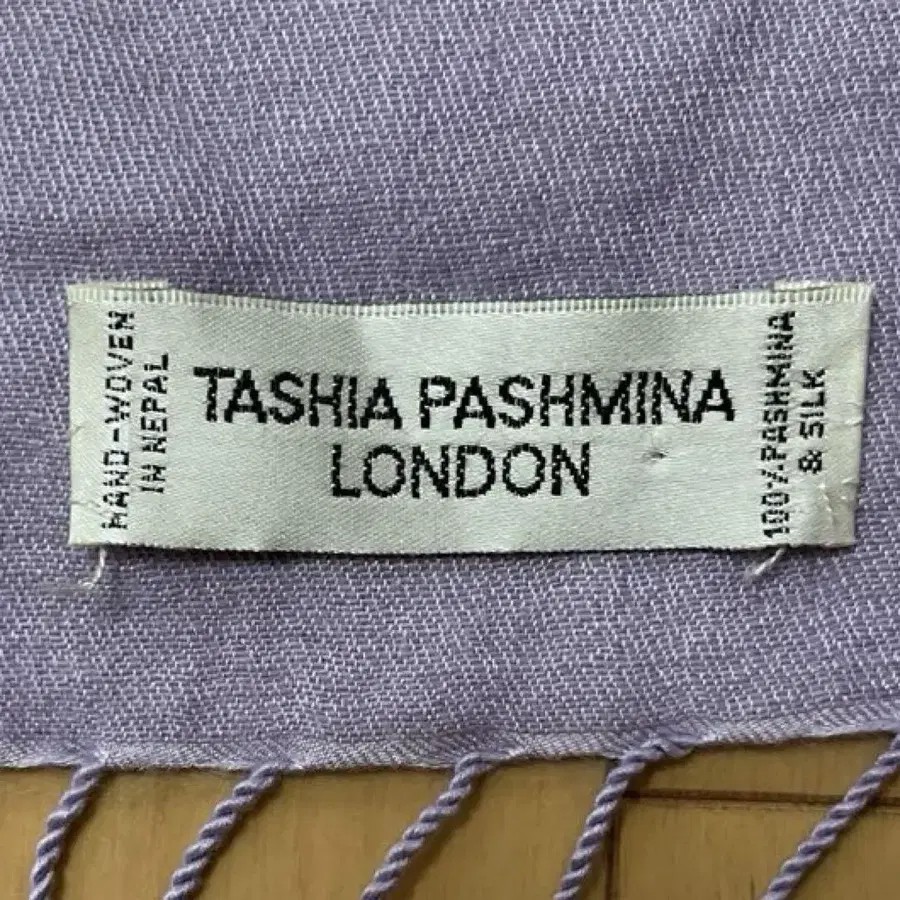 HAND-WOVEN
IN NEPAL
TASHIA PASHMINA
LONDON
100% PASHMINA
& SILK